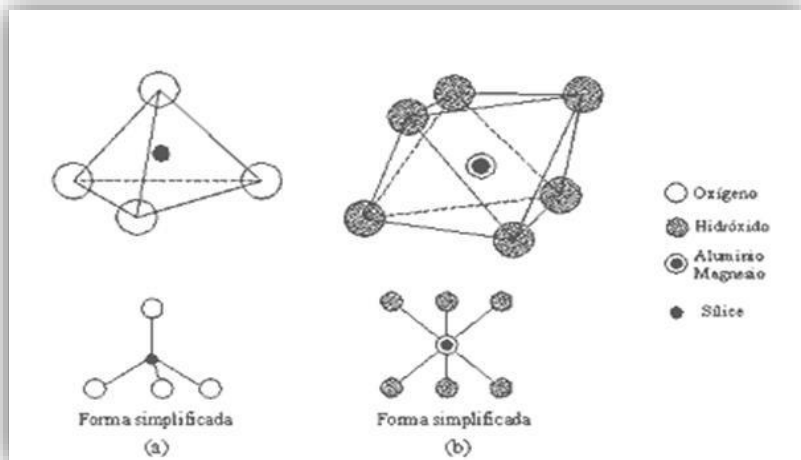 Oxígeno
Hidróxido
Aluminio
Magnesio
Sílice
Forma simplificada
(a)
Forma simplificada
(b)